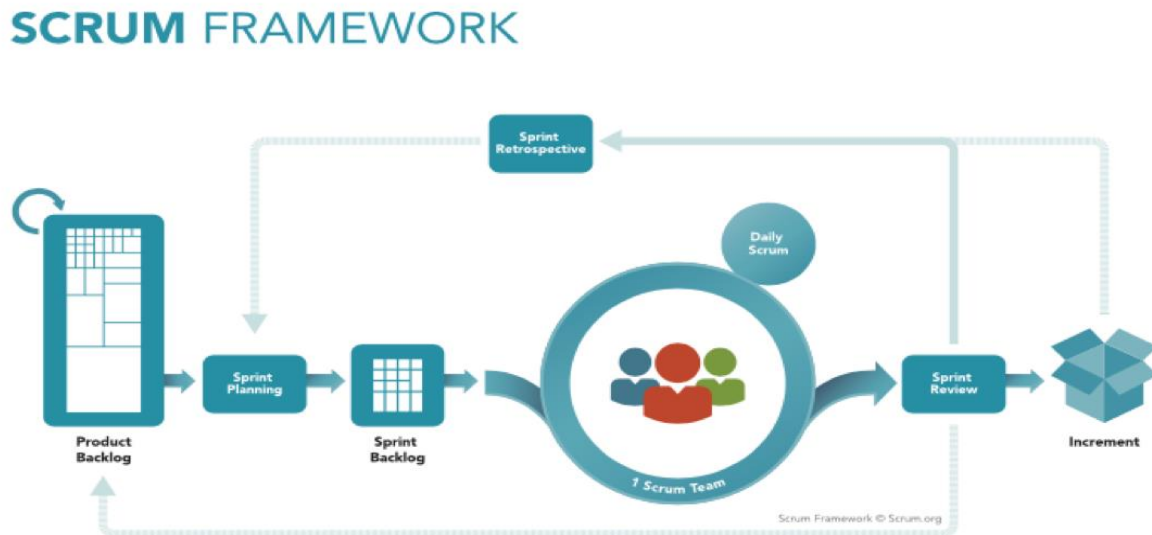 SCRUM FRAMEWORK
Sprint
Retrospective
Daily
Scrum
Sprint
Planning
Sprint
Review
Product
Backlog
Sprint
Backlog
Increment
1 Scrum Team
Scrum Framework © Scrum.org